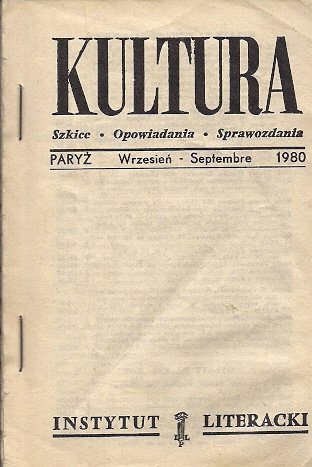 KULTURA
Szkice • Opowiadania • Sprawozdania
PARYŻ Wrzesień - Septembre 1980
INSTYTUT LITERACKI